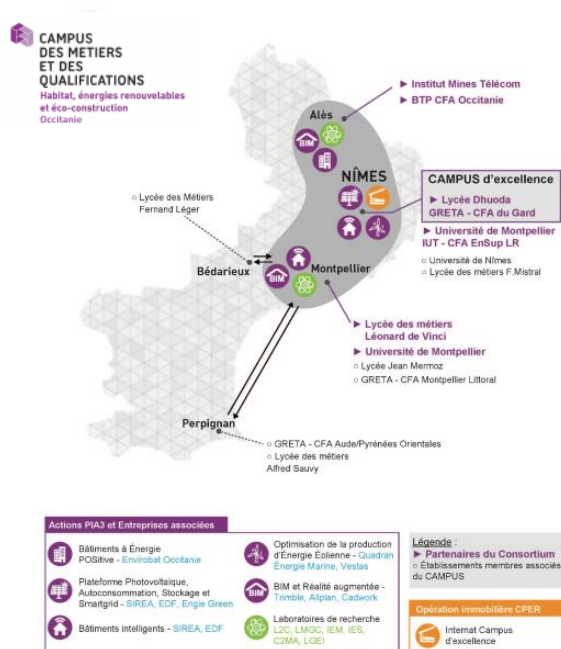 CAMPUS
DES METIERS
ET DES
QUALIFICATIONS
Habitat, énergies renouvelables
et éco-construction
Occitanie
► Institut Mines Télécom
► BTP CFA Occitanie
Alès
BIM
NÎMES
CAMPUS d'excellence
► Lycée Dhuoda
GRETA - CFA du Gard
► Université de Montpellier
IUT - CFA EnSup LR
○ Université de Nîmes
○ Lycée des métiers F.Mistral
○ Lycée des Métiers
Fernand Léger
Bédarieux
BIM
Montpellier
► Lycée des métiers
Léonard de Vinci
► Université de Montpellier
○ Lycée Jean Mermoz
○ GRETA - CFA Montpellier Littoral
Perpignan
○ GRETA - CFA Aude/Pyrénées Orientales
○ Lycée des métiers
Alfred Sauvy
Actions PIA3 et Entreprises associées
Bâtiments à Énergie
POSitive - Envirobat Occitanie
Plateforme Photovoltaïque,
Autoconsommation, Stockage et
Smartgrid - SIREA, EDF, Engie Green
Bâtiments intelligents - SIREA, EDF
Optimisation de la production
d'Énergie Éolienne - Quadran
Énergie Marine, Vestas
BIM
BIM et Réalité augmentée -
Trimble, Allplan, Cadwork
Laboratoires de recherche
L2C, LMGC, IEM, IES,
C2MA, LGEI
Légende :
► Partenaires du Consortium
○ Établissements membres associés
du CAMPUS
Opération immobilière CPER
Internat Campus
d'excellence